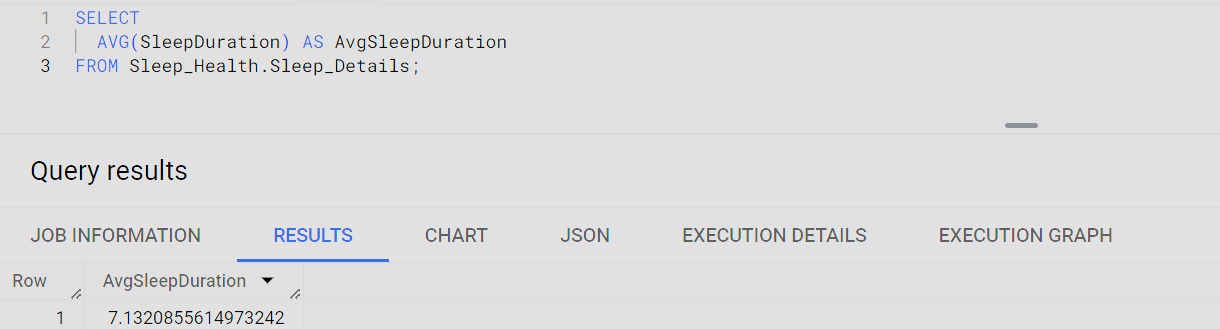 1 SELECT
2 AVG(SleepDuration) AS AvgSleepDuration
3 FROM Sleep_Health.Sleep_Details;
Query results
JOB INFORMATION RESULTS CHART JSON EXECUTION DETAILS EXECUTION GRAPH
Row AvgSleepDuration
1 7.1320855614973242